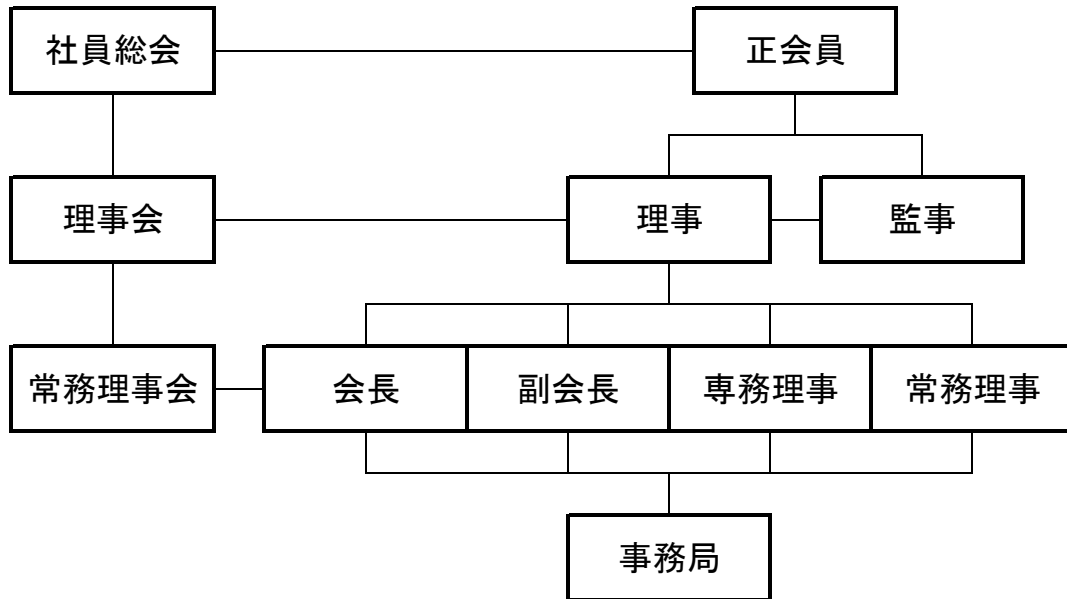 社員総会
正会員
理事会
理事
監事
常務理事会
会長
副会長
専務理事
常務理事
事務局